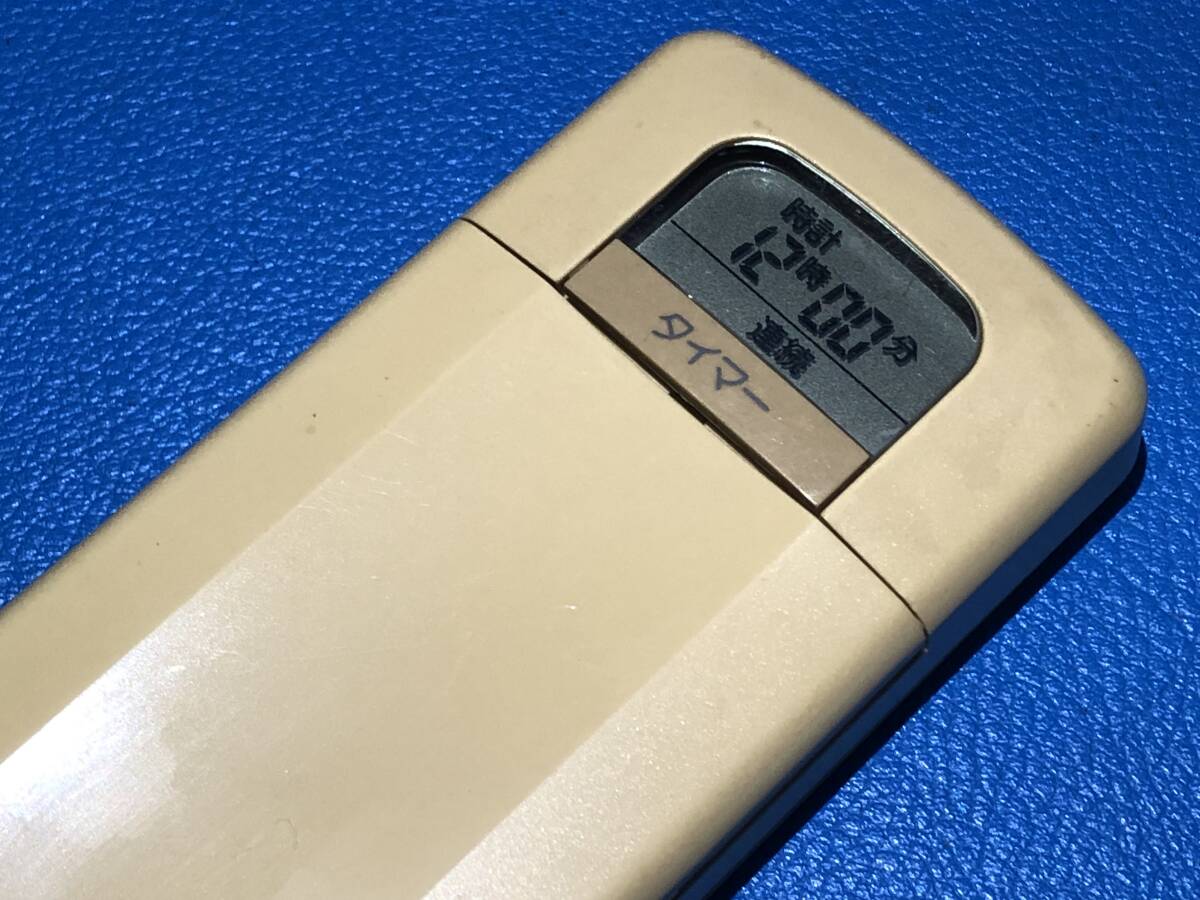 時計
12時00分
連続
タイマー